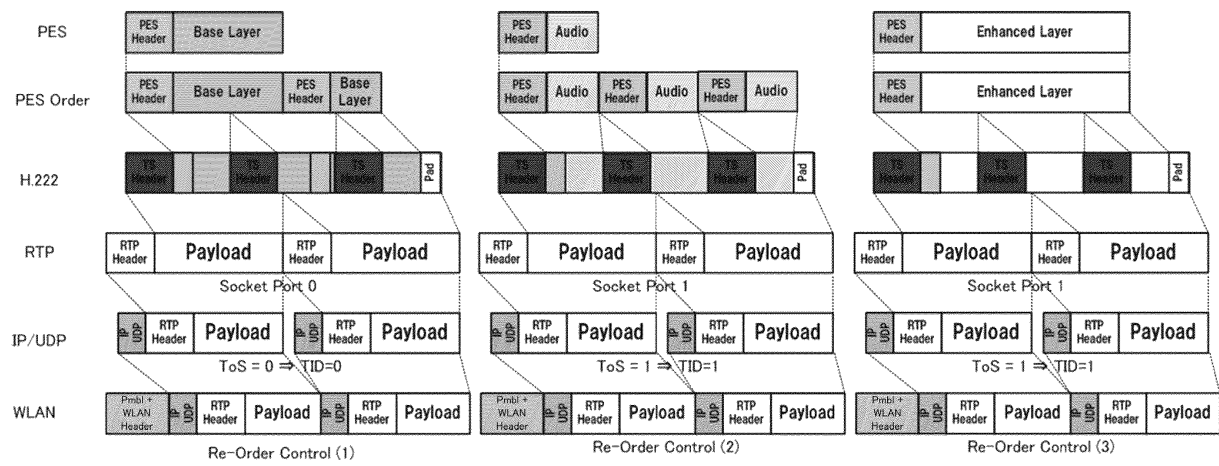 PES
PES Header
Base Layer
PES Header
Audio
PES Header
Enhanced Layer
PES Order
PES Header
Base Layer
PES Header
Base Layer
PES Header
Audio
PES Header
Audio
PES Header
Audio
PES Header
Enhanced Layer
H.222
TS Header
TS Header
TS Header
Pad
TS Header
TS Header
TS Header
Pad
TS Header
TS Header
TS Header
Pad
RTP
RTP Header
Payload
RTP Header
Payload
RTP Header
Payload
RTP Header
Payload
RTP Header
Payload
RTP Header
Payload
Socket Port 0
Socket Port 1
Socket Port 1
IP/UDP
IP UDP
RTP Header
Payload
IP UDP
RTP Header
Payload
IP UDP
RTP Header
Payload
IP UDP
RTP Header
Payload
IP UDP
RTP Header
Payload
IP UDP
RTP Header
Payload
ToS = 0 ⇒ TID=0
ToS = 1 ⇒ TID=1
ToS = 1 ⇒ TID=1
WLAN
Pmbl + WLAN Header
IP UDP
RTP Header
Payload
IP UDP
RTP Header
Payload
Pmbl + WLAN Header
IP UDP
RTP Header
Payload
IP UDP
RTP Header
Payload
Pmbl + WLAN Header
IP UDP
RTP Header
Payload
IP UDP
RTP Header
Payload
Re-Order Control (1)
Re-Order Control (2)
Re-Order Control (3)